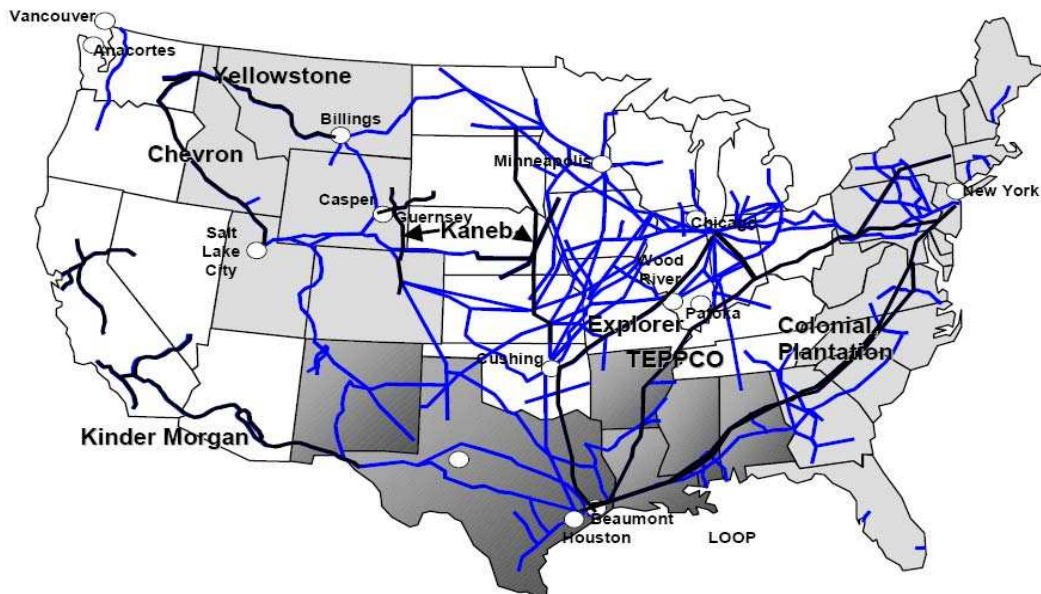 Vancouver
Anacortes
Yellowstone
Billings
Chevron
Minneapolis
Casper
Guernsey
New York
Kaneb
Chicago
Salt
Lake
City
Wood
River
Explorer
Patoka
Colonial
Plantation
Cushing
TEPPCO
Kinder Morgan
Beaumont
Houston
LOOP